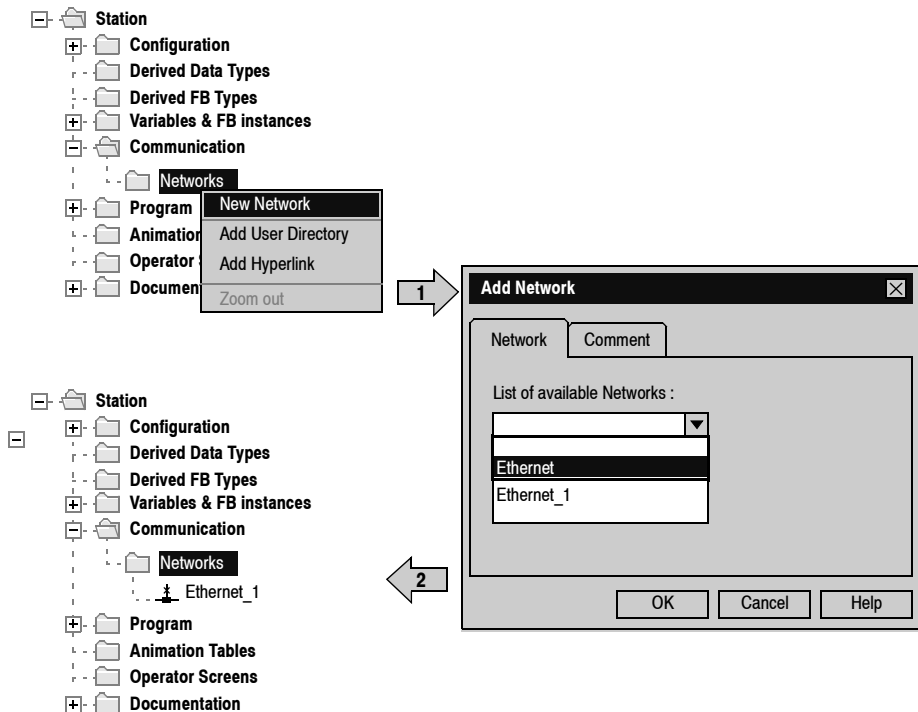 Station
Configuration
Derived Data Types
Derived FB Types
Variables & FB instances
Communication
Networks
New Network
Program
Add User Directory
Animation
Add Hyperlink
Operator
Zoom out
Documen
1
Add Network
Network
Comment
List of available Networks :
Ethernet
Ethernet_1
OK
Cancel
Help
2
Station
Configuration
Derived Data Types
Derived FB Types
Variables & FB instances
Communication
Networks
Ethernet_1
Program
Animation Tables
Operator Screens
Documentation